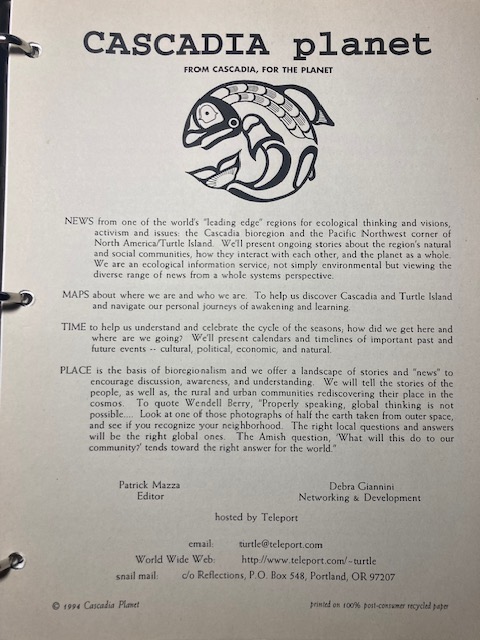 CASCADIA planet
FROM CASCADIA, FOR THE PLANET
NEWS from one of the world's "leading edge" regions for ecological thinking and visions,
activism and issues: the Cascadia bioregion and the Pacific Northwest corner of
North America/Turtle Island. We'll present ongoing stories about the region's natural
and social communities, how they interact with each other, and the planet as a whole.
We are an ecological information service, not simply environmental but viewing the
diverse range of news from a whole systems perspective.
MAPS about where we are and who we are. To help us discover Cascadia and Turtle Island
and navigate our personal journeys of awakening and learning.
TIME to help us understand and celebrate the cycle of the seasons, how did we get here and
where are we going? We'll present calendars and timelines of important past and
future events -- cultural, political, economic, and natural.
PLACE is the basis of bioregionalism and we offer a landscape of stories and "news" to
encourage discussion, awareness, and understanding. We will tell the stories of the
people, as well as, the rural and urban communities rediscovering their place in the
cosmos. To quote Wendell Berry, "Properly speaking, global thinking is not
possible.... Look at one of those photographs of half the earth taken from outer space,
and see if you recognize your neighborhood. The right local questions and answers
will be the right global ones. The Amish question, 'What will this do to our
community?' tends toward the right answer for the world."
Patrick Mazza Debra Giannini
Editor Networking & Development
hosted by Teleport
email: turtle@teleport.com
World Wide Web: http://www.teleport.com/~turtle
snail mail: c/o Reflections, P.O. Box 548, Portland, OR 97207
© 1994 Cascadia Planet printed on 100% post-consumer recycled paper